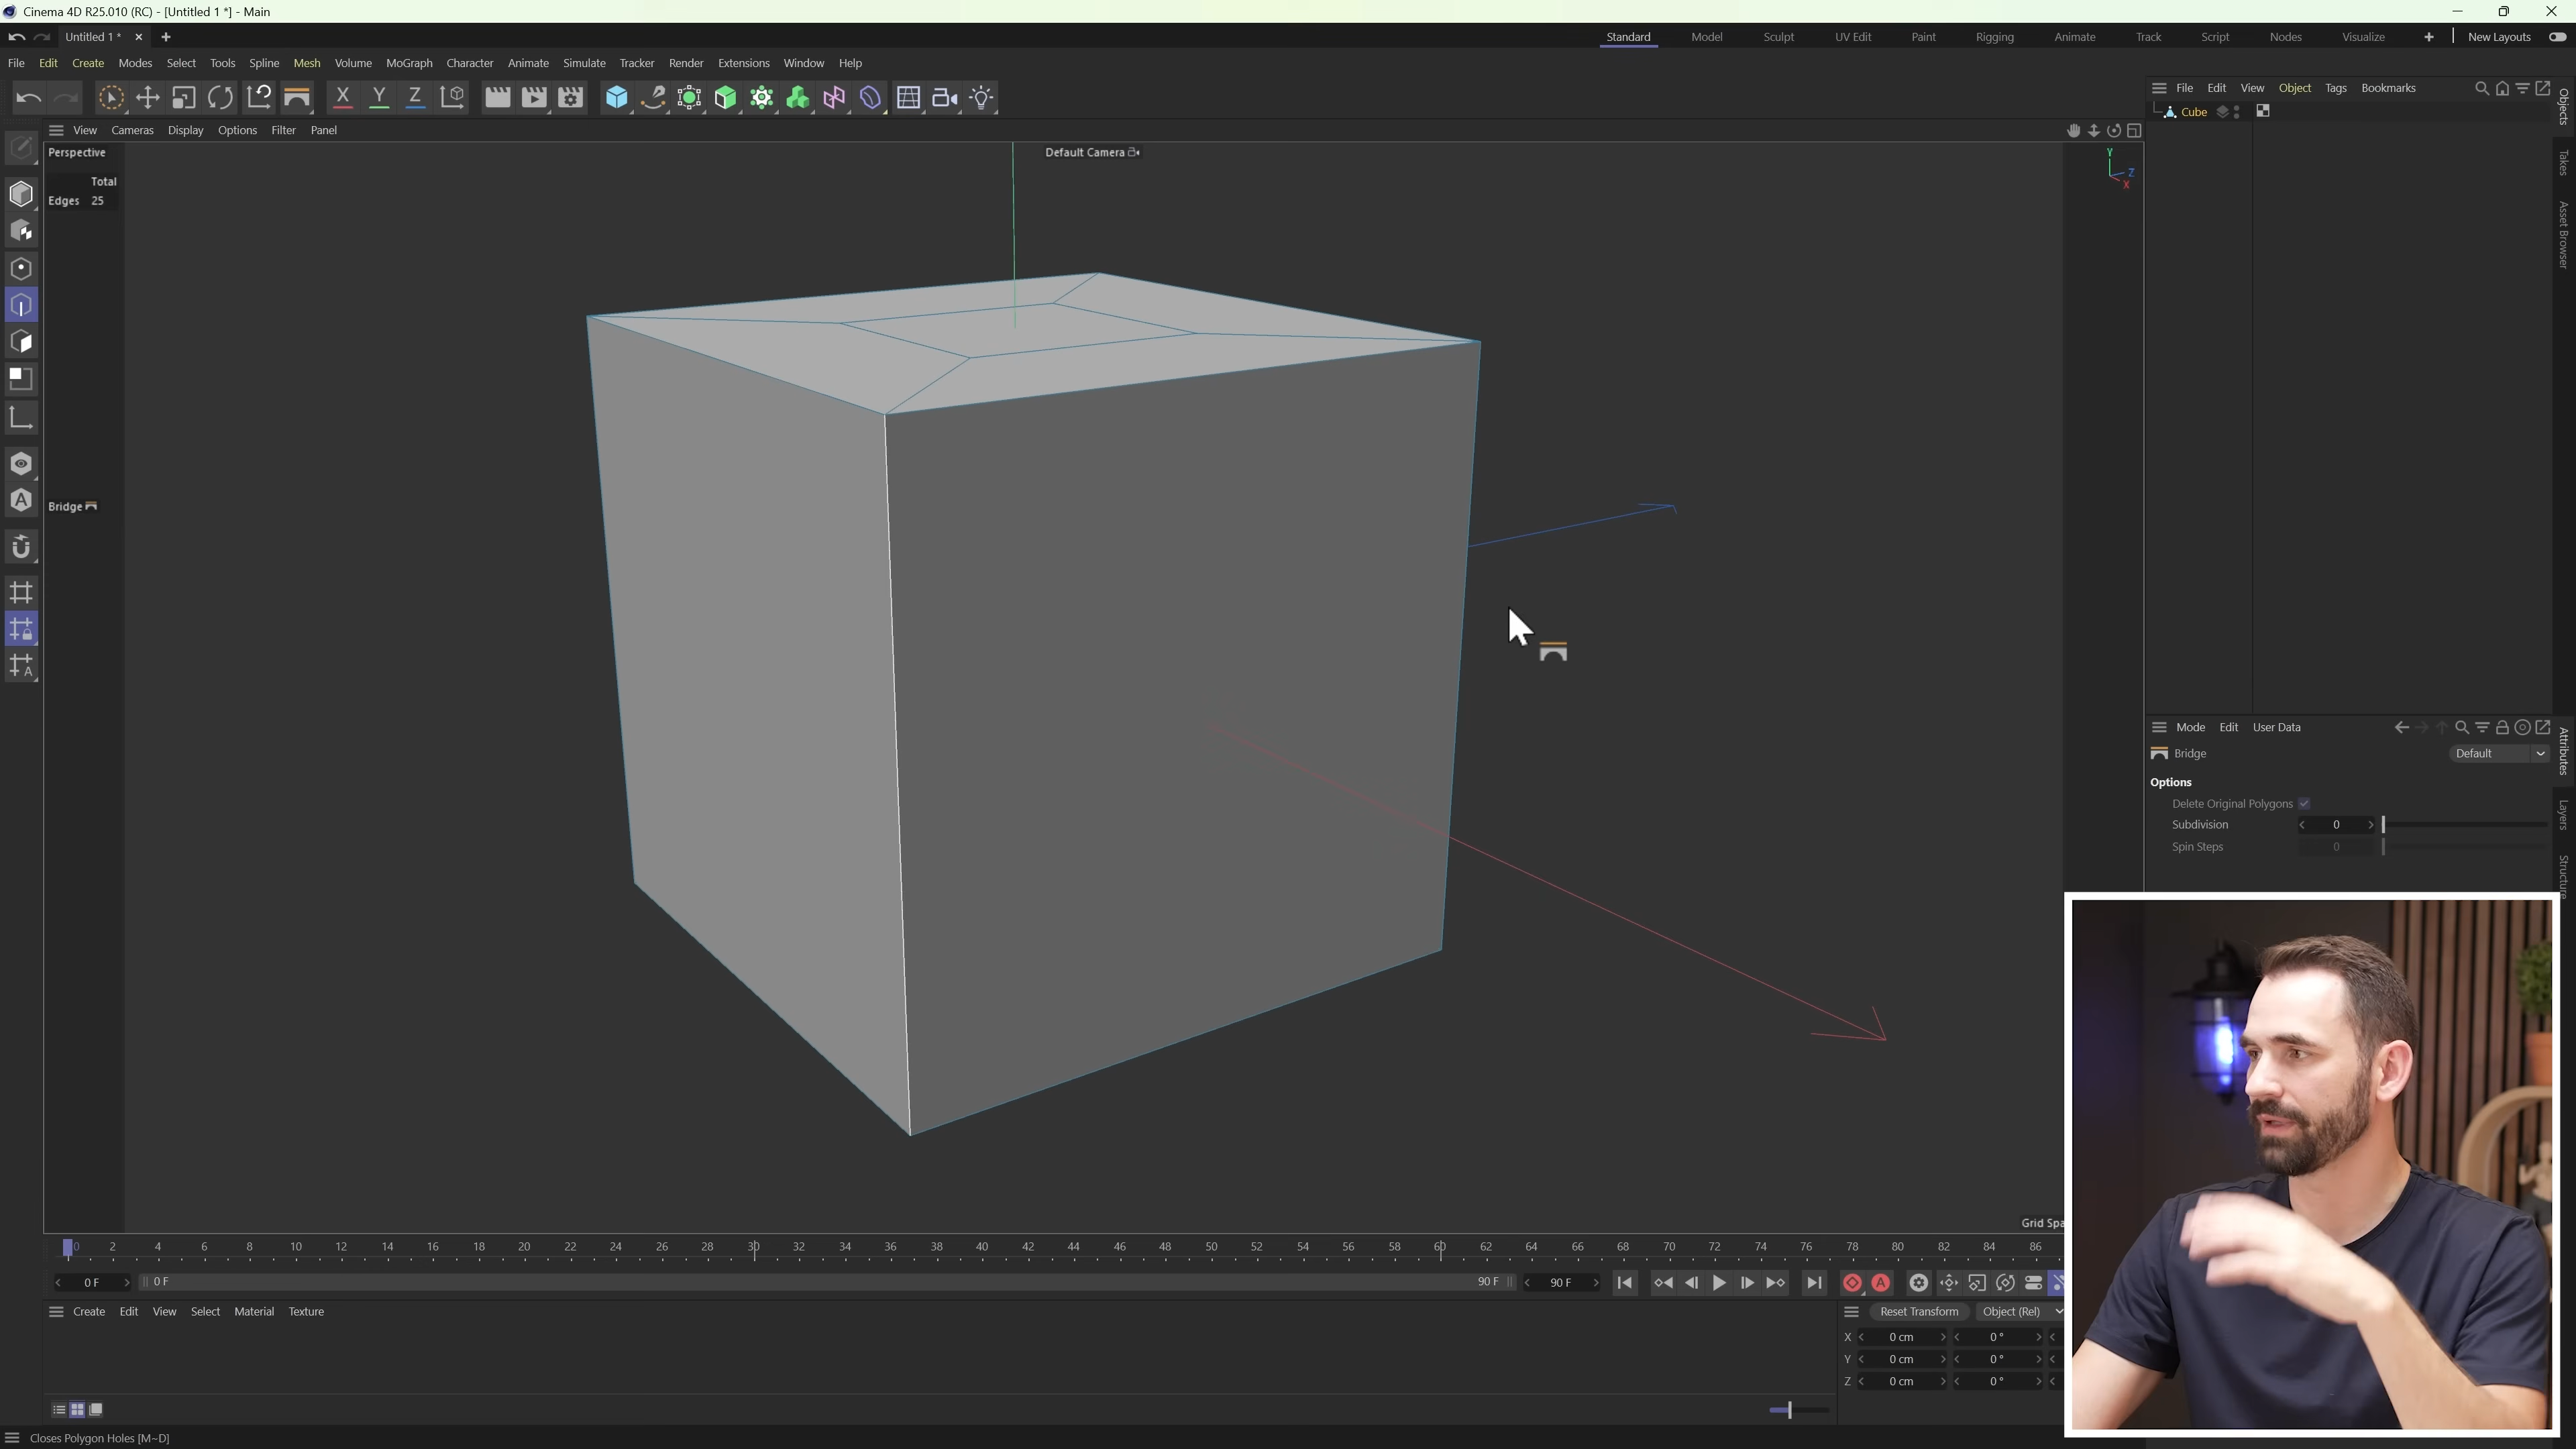 Cinema 4D R25.010 (RC) - [Untitled 1 *] - Main
Untitled 1 *
Standard Model Sculpt UV Edit Paint Rigging Animate Track Script Nodes Visualize New Layouts
File Edit Create Modes Select Tools Spline Mesh Volume MoGraph Character Animate Simulate Tracker Render Extensions Window Help
X Y Z
File Edit View Object Tags Bookmarks
Cube
Objects
Takes
Asset Browser
View Cameras Display Options Filter Panel
Perspective
Default Camera
Y
Z
X
Total
Edges 25
Bridge
Mode Edit User Data
Bridge
Default
Options
Delete Original Polygons
Subdivision 0
Spin Steps 0
Attributes
Layers
Structure
Grid Spa
0 2 4 6 8 10 12 14 16 18 20 22 24 26 28 30 32 34 36 38 40 42 44 46 48 50 52 54 56 58 60 62 64 66 68 70 72 74 76 78 80 82 84 86
0 F 0 F 90 F 90 F
A
Create Edit View Select Material Texture
Reset Transform Object (Rel)
X 0 cm 0 °
Y 0 cm 0 °
Z 0 cm 0 °
Closes Polygon Holes [M~D]